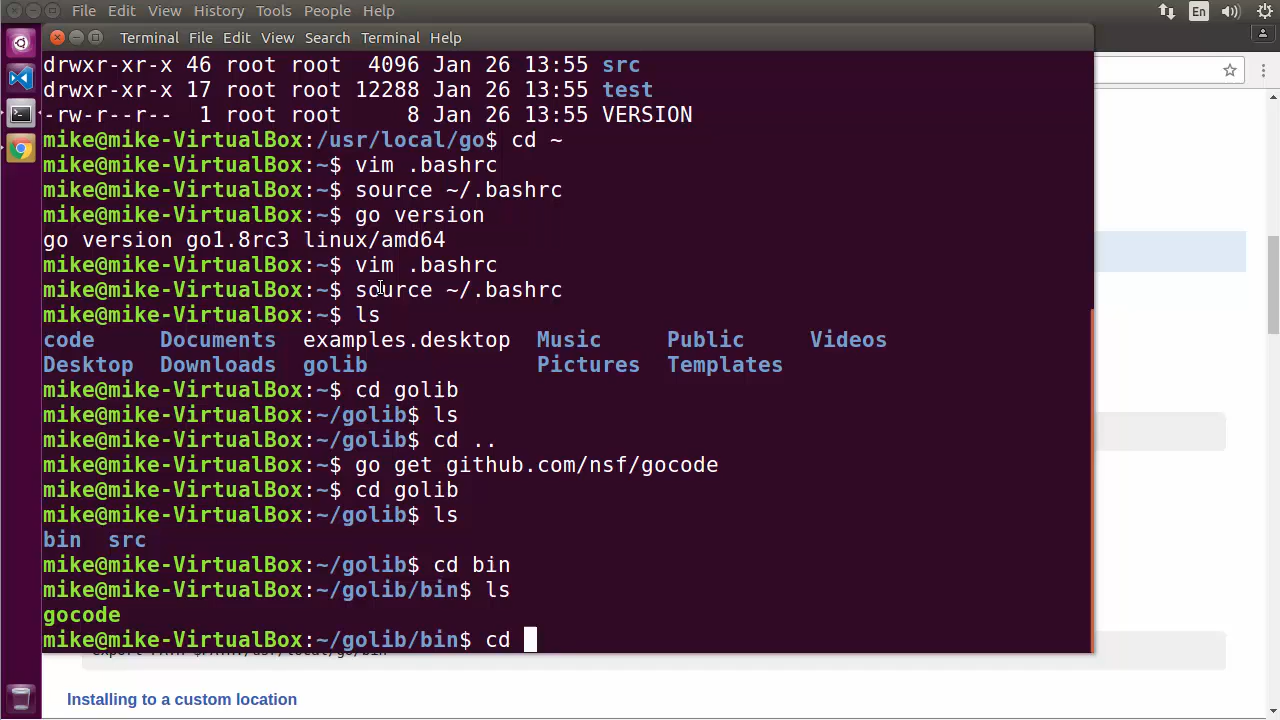 File Edit View History Tools People Help
En
Terminal File Edit View Search Terminal Help
drwxr-xr-x 46 root root  4096 Jan 26 13:55 src
drwxr-xr-x 17 root root 12288 Jan 26 13:55 test
-rw-r--r--  1 root root     8 Jan 26 13:55 VERSION
mike@mike-VirtualBox:/usr/local/go$ cd ~
mike@mike-VirtualBox:~$ vim .bashrc
mike@mike-VirtualBox:~$ source ~/.bashrc
mike@mike-VirtualBox:~$ go version
go version go1.8rc3 linux/amd64
mike@mike-VirtualBox:~$ vim .bashrc
mike@mike-VirtualBox:~$ source ~/.bashrc
mike@mike-VirtualBox:~$ ls
code     Documents  examples.desktop  Music     Public     Videos
Desktop  Downloads  golib             Pictures  Templates
mike@mike-VirtualBox:~$ cd golib
mike@mike-VirtualBox:~/golib$ ls
mike@mike-VirtualBox:~/golib$ cd ..
mike@mike-VirtualBox:~$ go get github.com/nsf/gocode
mike@mike-VirtualBox:~$ cd golib
mike@mike-VirtualBox:~/golib$ ls
bin  src
mike@mike-VirtualBox:~/golib$ cd bin
mike@mike-VirtualBox:~/golib/bin$ ls
gocode
mike@mike-VirtualBox:~/golib/bin$ cd
Installing to a custom location